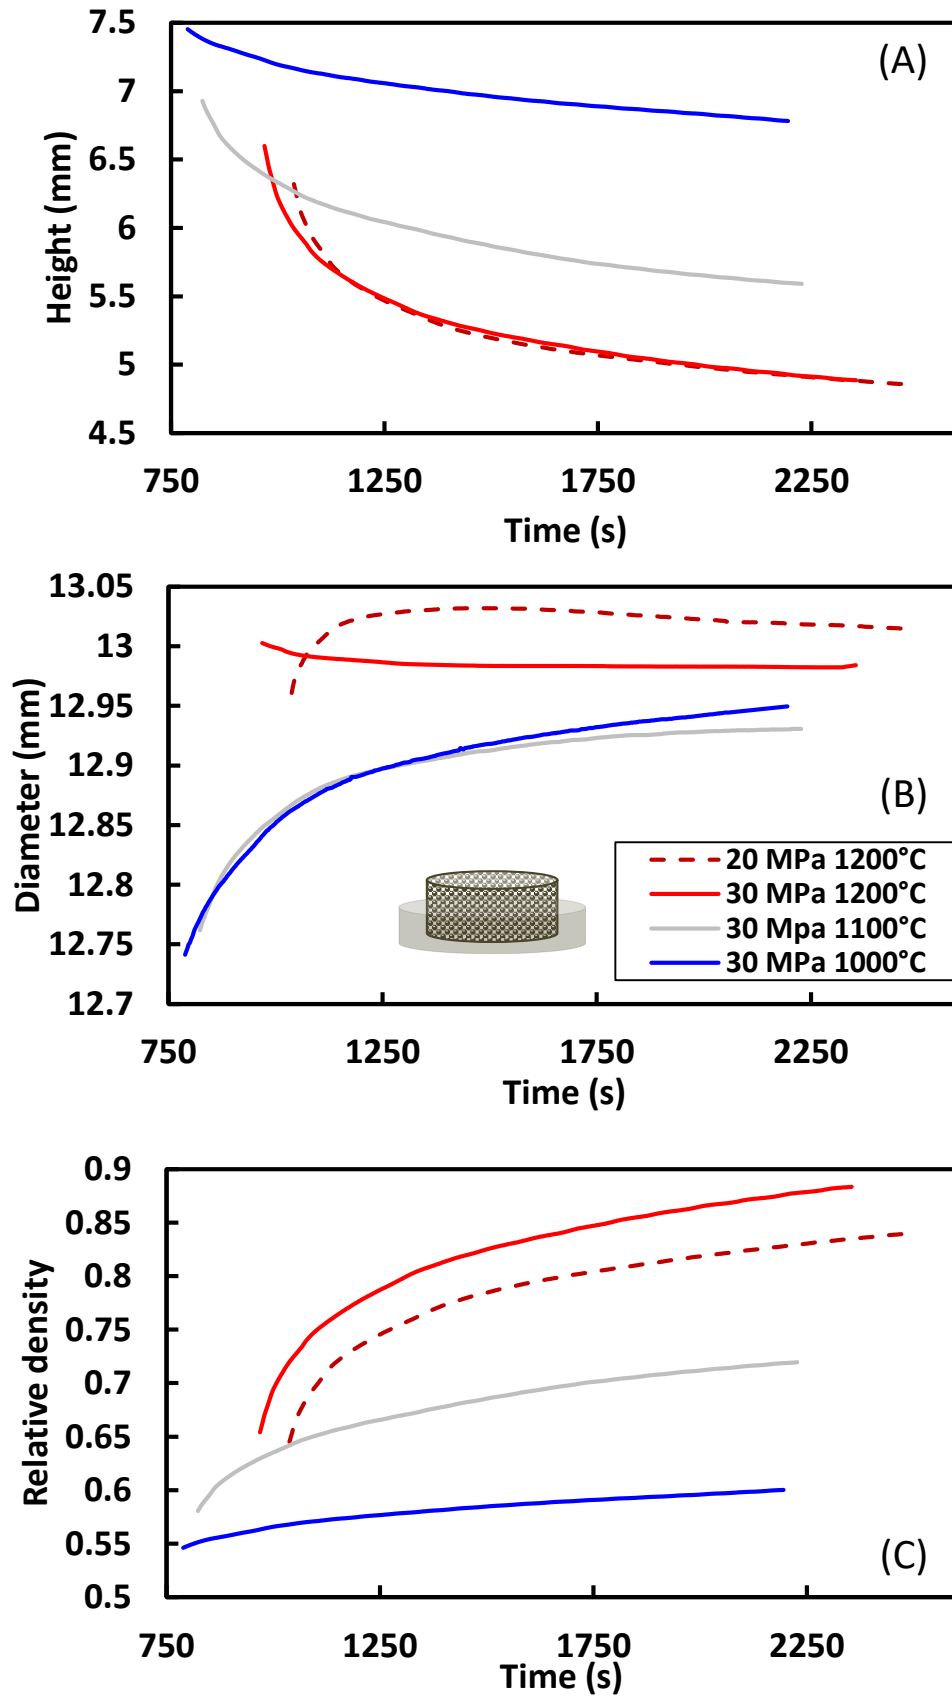 7.5
(A)
7
6.5
6
5.5
5
4.5
Height (mm)
750 1250 1750 2250
Time (s)
13.05
13
12.95
12.9
12.85
12.8
12.75
12.7
Diameter (mm)
(B)
20 MPa 1200°C
30 MPa 1200°C
30 Mpa 1100°C
30 MPa 1000°C
750 1250 1750 2250
Time (s)
0.9
0.85
0.8
0.75
0.7
0.65
0.6
0.55
0.5
Relative density
(C)
750 1250 1750 2250
Time (s)